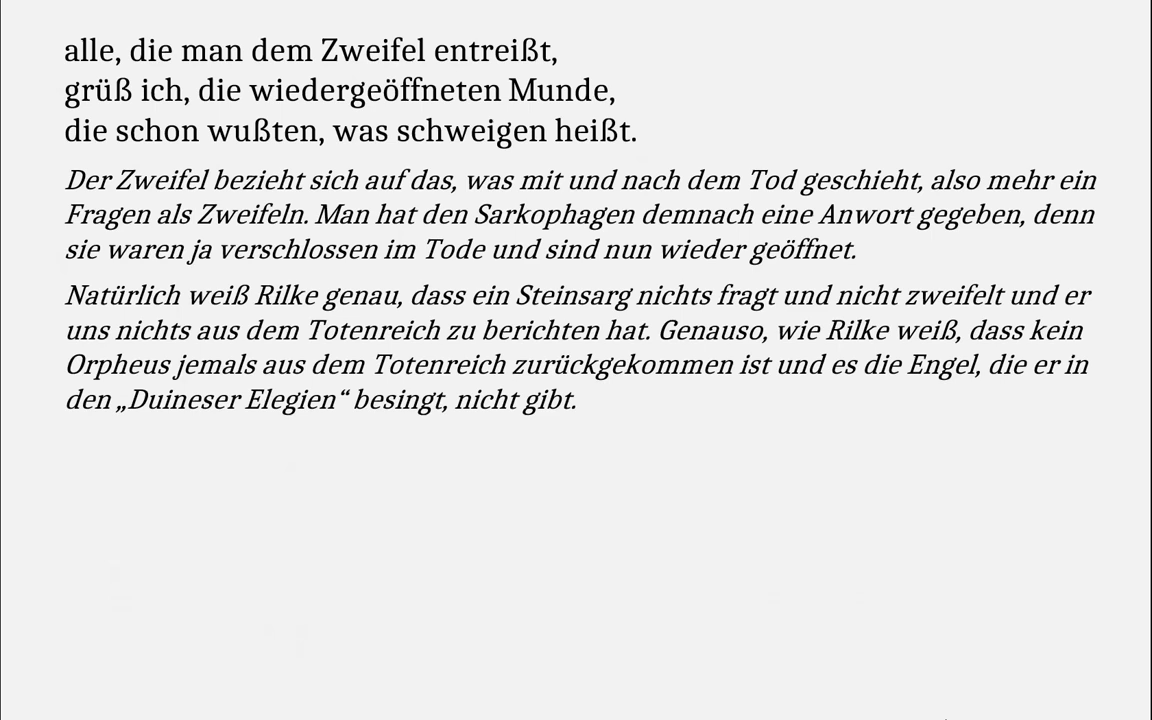 alle, die man dem Zweifel entreißt,
grüß ich, die wiedergeöffneten Munde,
die schon wußten, was schweigen heißt.
Der Zweifel bezieht sich auf das, was mit und nach dem Tod geschieht, also mehr ein
Fragen als Zweifeln. Man hat den Sarkophagen demnach eine Anwort gegeben, denn
sie waren ja verschlossen im Tode und sind nun wieder geöffnet.
Natürlich weiß Rilke genau, dass ein Steinsarg nichts fragt und nicht zweifelt und er
uns nichts aus dem Totenreich zu berichten hat. Genauso, wie Rilke weiß, dass kein
Orpheus jemals aus dem Totenreich zurückgekommen ist und es die Engel, die er in
den „Duineser Elegien“ besingt, nicht gibt.